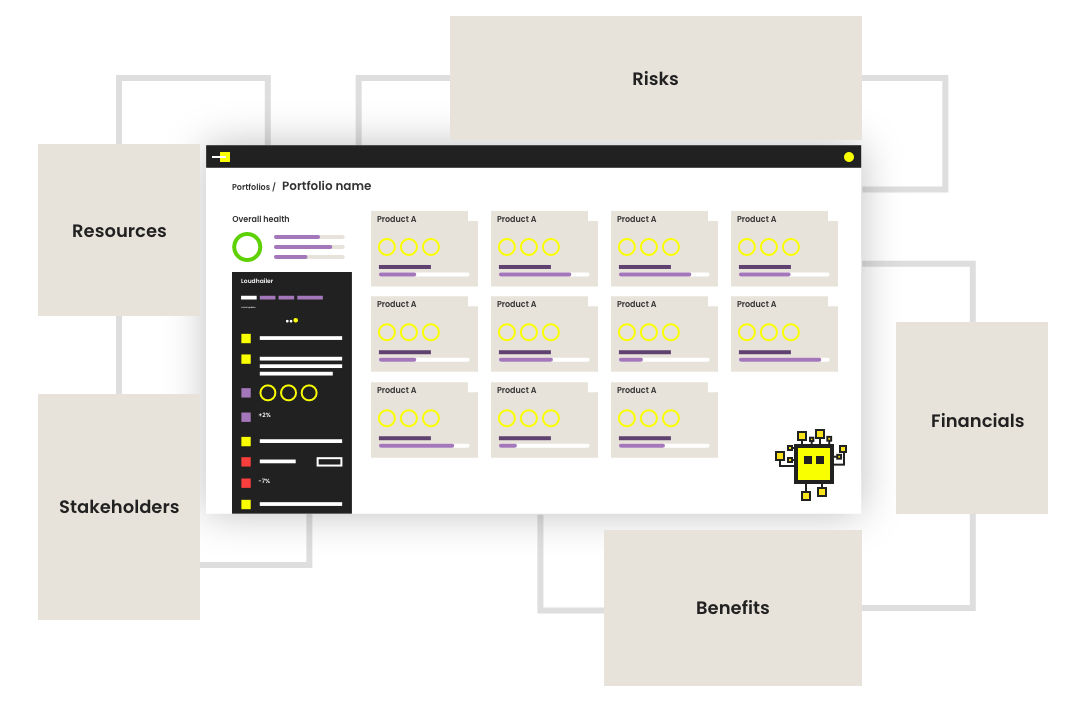 Risks
Resources
Portfolios / Portfolio name
Overall health
Product A
Product A
Product A
Product A
Loudhailer
+2%
-7%
Product A
Product A
Product A
Product A
Product A
Product A
Product A
Financials
Stakeholders
Benefits